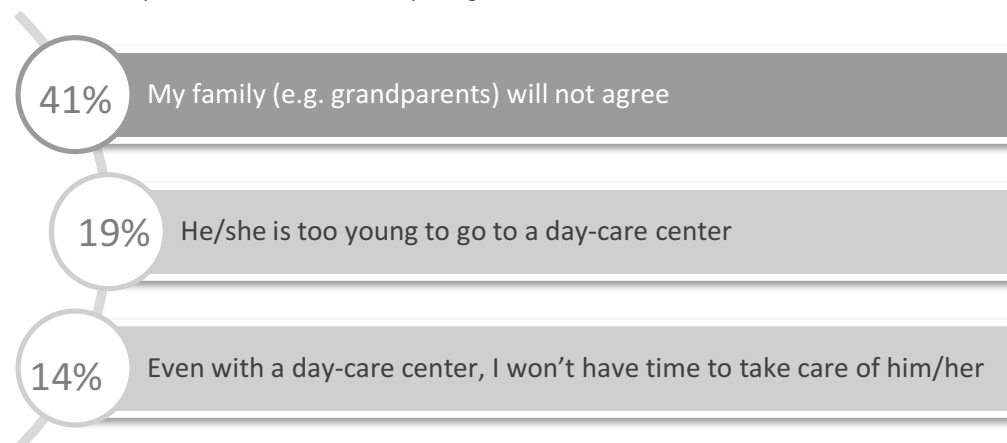 41% My family (e.g. grandparents) will not agree
19% He/she is too young to go to a day-care center
14% Even with a day-care center, I won’t have time to take care of him/her